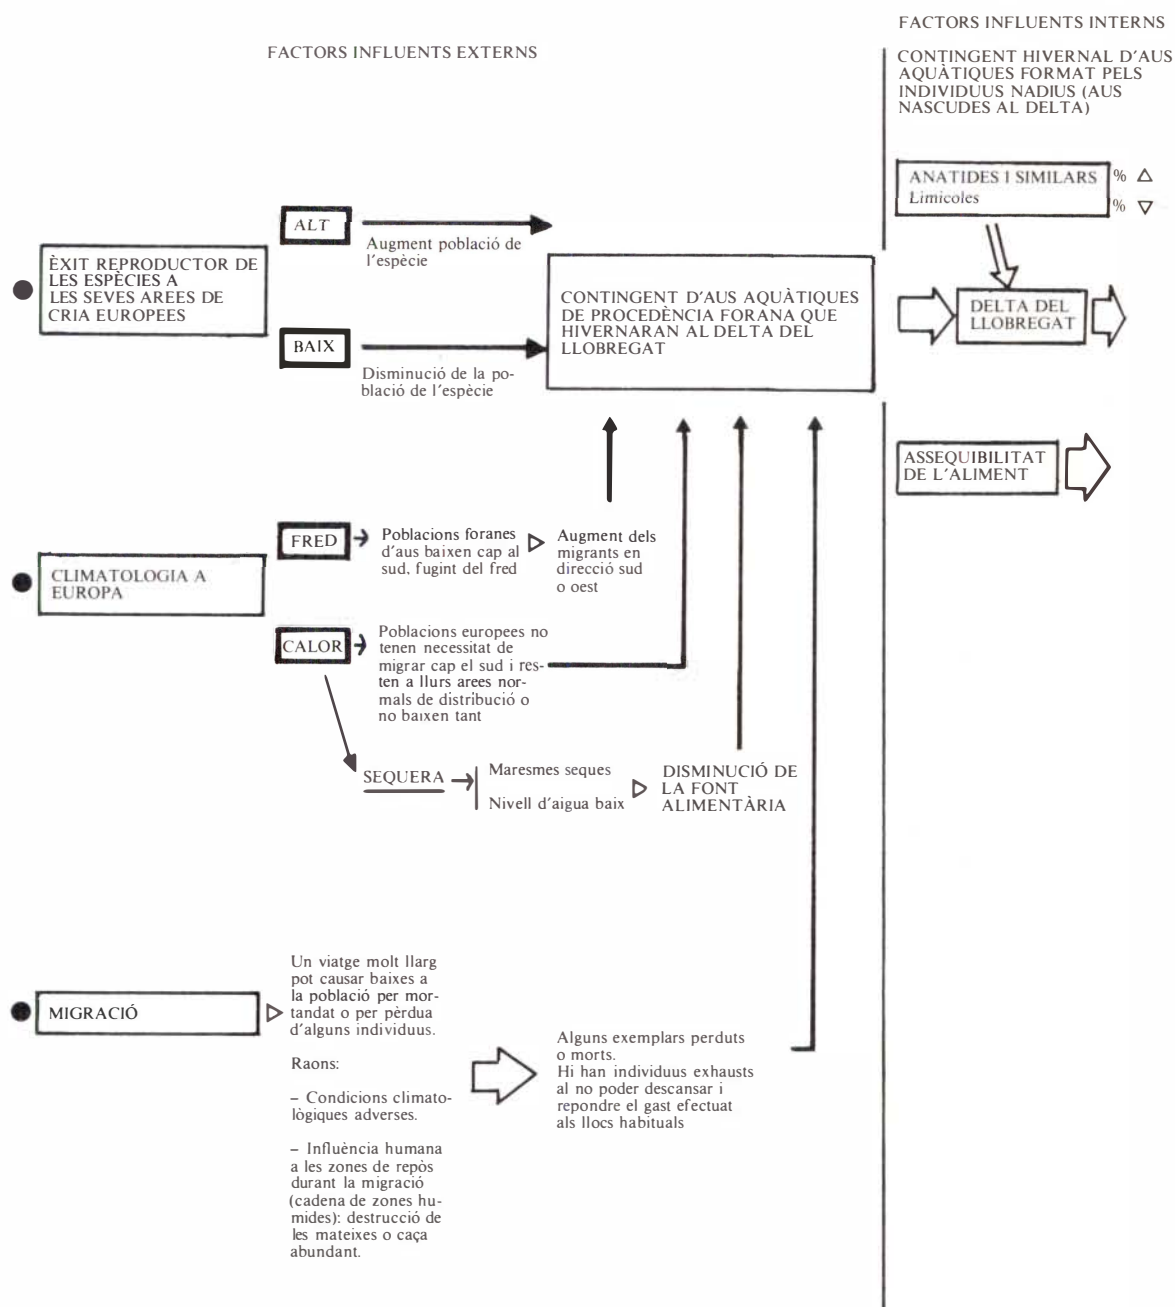 FACTORS INFLUENTS EXTERNS
ÈXIT REPRODUCTOR DE
LES ESPÈCIES A
LES SEVES AREES DE
CRIA EUROPEES
ALT
Augment població de
l'espècie
BAIX
Disminució de la po-
blació de l'espècie
CONTINGENT D'AUS AQUÀTIQUES
DE PROCEDÈNCIA FORANA QUE
HIVERNARAN AL DELTA DEL
LLOBREGAT
CLIMATOLOGIA A
EUROPA
FRED
Poblacions foranes
d'aus baixen cap al
sud, fugint del fred
Augment dels
migrants en
direcció sud
o oest
CALOR
Poblacions europees no
tenen necessitat de
migrar cap el sud i res-
ten a llurs arees nor-
mals de distribució o
no baixen tant
SEQUERA
Maresmes seques
Nivell d'aigua baix
DISMINUCIÓ DE
LA FONT
ALIMENTÀRIA
MIGRACIÓ
Un viatge molt llarg
pot causar baixes a
la població per mor-
tandat o per pèrdua
d'alguns individuus.
Raons:
– Condicions climato-
lògiques adverses.
– Influència humana
a les zones de repòs
durant la migració
(cadena de zones hu-
mides): destrucció de
les mateixes o caça
abundant.
Alguns exemplars perduts
o morts.
Hi han individuus exhausts
al no poder descansar i
repondre el gast efectuat
als llocs habituals
FACTORS INFLUENTS INTERNS
CONTINGENT HIVERNAL D'AUS
AQUÀTIQUES FORMAT PELS
INDIVIDUUS NADIUS (AUS
NASCUDES AL DELTA)
ANATIDES I SIMILARS % △
Limicoles % ▽
DELTA DEL
LLOBREGAT
ASSEQUIBILITAT
DE L'ALIMENT